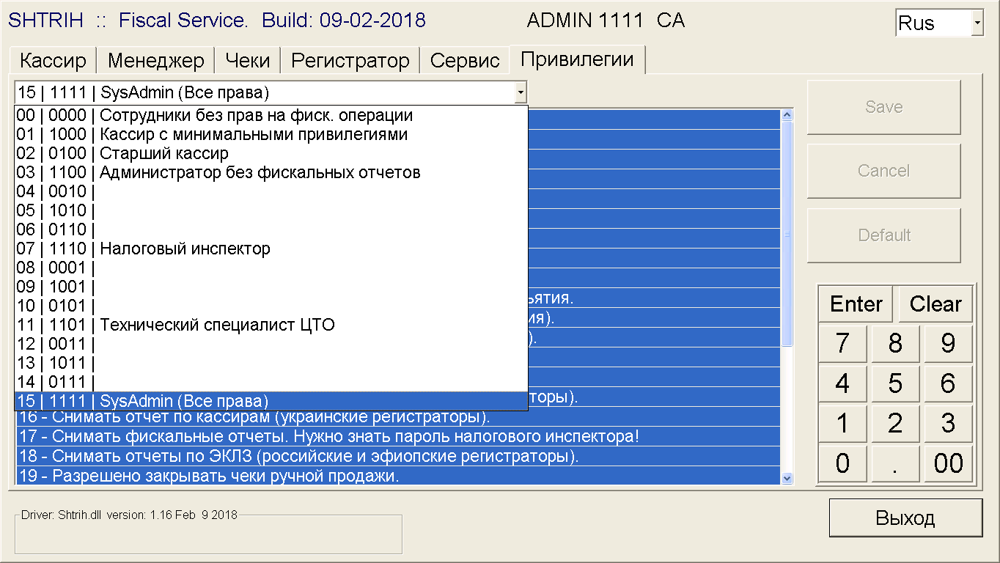 SHTRIH :: Fiscal Service. Build: 09-02-2018 ADMIN 1111 CA Rus
Кассир Менеджер Чеки Регистратор Сервис Привилегии
15 | 1111 | SysAdmin (Все права)
00 | 0000 | Сотрудники без прав на фиск. операции
01 | 1000 | Кассир с минимальными привилегиями
02 | 0100 | Старший кассир
03 | 1100 | Администратор без фискальных отчетов
04 | 0010 |
05 | 1010 |
06 | 0110 |
07 | 1110 | Налоговый инспектор
08 | 0001 |
09 | 1001 |
10 | 0101 |
11 | 1101 | Технический специалист ЦТО
12 | 0011 |
13 | 1011 |
14 | 0111 |
15 | 1111 | SysAdmin (Все права)
16 - Снимать отчет по кассирам (украинские регистраторы).
17 - Снимать фискальные отчеты. Нужно знать пароль налогового инспектора!
18 - Снимать отчеты по ЭКЛЗ (российские и эфиопские регистраторы).
19 - Разрешено закрывать чеки ручной продажи.
Save
Cancel
Default
Enter Clear
7 8 9
4 5 6
1 2 3
0 . 00
Выход
Driver: Shtrih.dll version: 1.16 Feb 9 2018